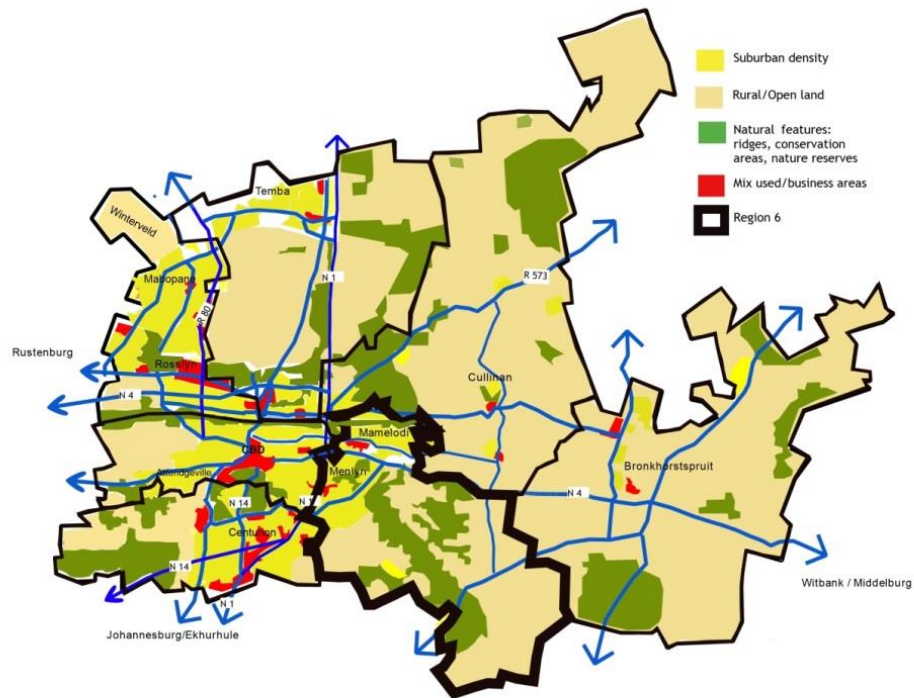 Suburban density
Rural/Open land
Natural features:
ridges, conservation
areas, nature reserves
Mix used/business areas
Region 6
Temba
Winterveld
Mabopane
N 1
R 80
R 573
Rustenburg
Rosslyn
Cullinan
N 4
Mamelodi
CBD
Atteridgeville
Menlyn
Bronkhorstspruit
N 1
N 4
N 14
Centurion
N 14
N 1
Witbank / Middelburg
Johannesburg/Ekhurhule